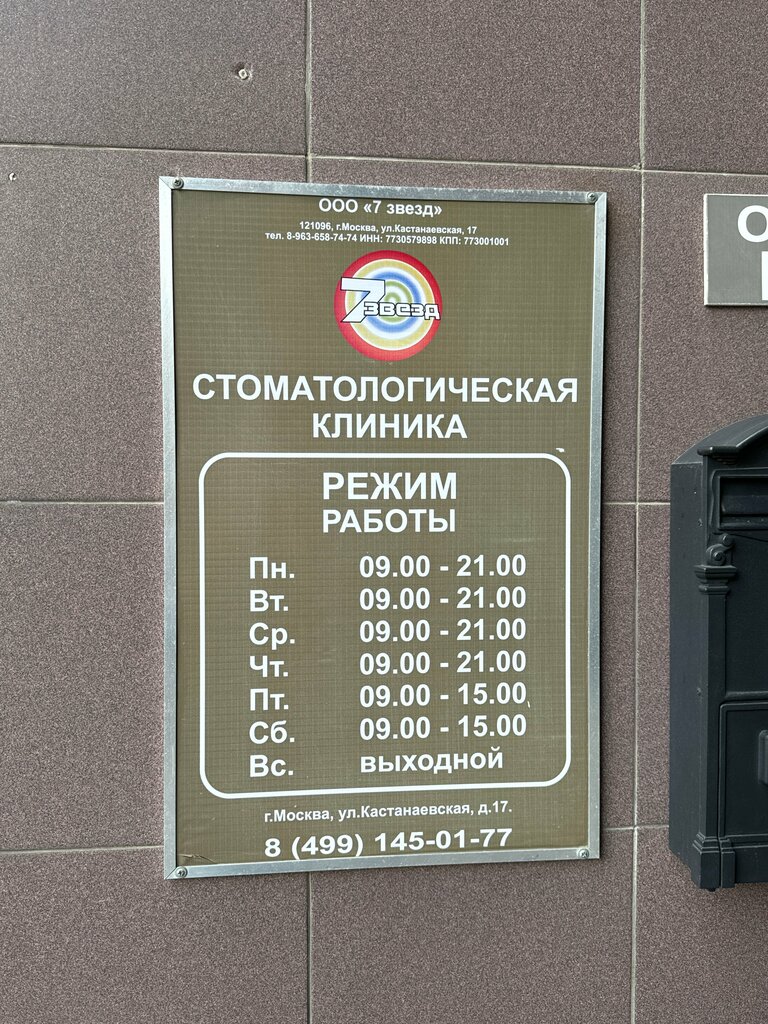 ООО «7 звезд»
121096, г.Москва, ул.Кастанаевская, 17
тел. 8-963-658-74-74 ИНН: 7730579898 КПП: 773001001
7 звезд
СТОМАТОЛОГИЧЕСКАЯ
КЛИНИКА
РЕЖИМ
РАБОТЫ
Пн. 09.00 - 21.00
Вт. 09.00 - 21.00
Ср. 09.00 - 21.00
Чт. 09.00 - 21.00
Пт. 09.00 - 15.00
Сб. 09.00 - 15.00
Вс. выходной
г.Москва, ул.Кастанаевская, д.17.
8 (499) 145-01-77